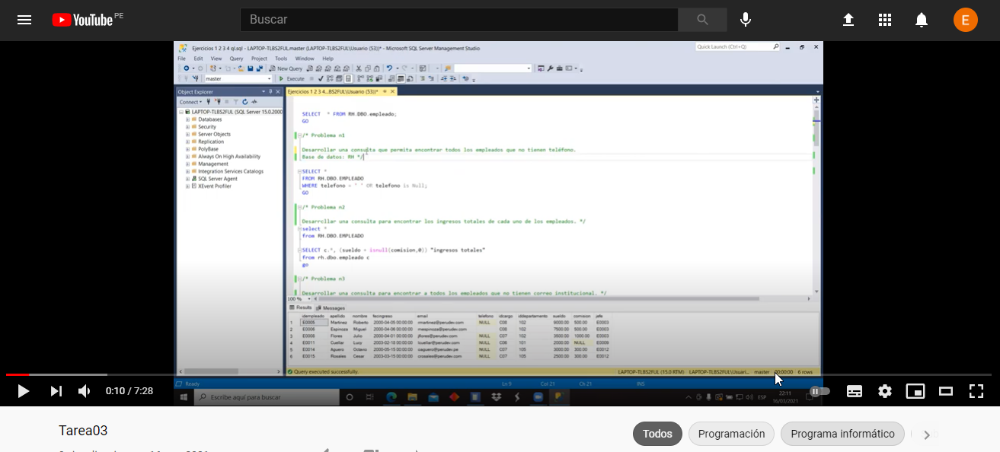 YouTube PE
Buscar
E
Ejercicios 1 2 3 4 ql.sql - LAPTOP-TLBS2FUL.master (LAPTOP-TLBS2FUL\Usuario (53))* - Microsoft SQL Server Management Studio
Quick Launch (Ctrl+Q)
File Edit View Query Project Tools Window Help
New Query
master
Execute
Object Explorer
Ejercicios 1 2 3 4...BS2FUL\Usuario (53))*
Connect
LAPTOP-TLBS2FUL (SQL Server 15.0.2000
Databases
Security
Server Objects
Replication
PolyBase
Always On High Availability
Management
Integration Services Catalogs
SQL Server Agent
XEvent Profiler
SELECT * FROM RH.DBO.empleado;
GO
/* Problema n1
Desarrollar una consulta que permita encontrar todos los empleados que no tienen teléfono.
Base de datos: RH */
SELECT *
FROM RH.DBO.EMPLEADO
WHERE telefono = ' ' OR telefono is Null;
GO
/* Problema n2
Desarrollar una consulta para encontrar los ingresos totales de cada uno de los empleados. */
select *
from RH.DBO.EMPLEADO
SELECT c.*, (sueldo + isnull(comision,0)) "ingresos totales"
from rh.dbo.empleado c
go
/* Problema n3
Desarrollar una consulta para encontrar a todos los empleados que no tienen correo institucional. */
100 %
Results Messages
idempleado apellido nombre fecingreso email telefono idcargo iddepartamento sueldo comision jefe
1 E0005 Martinez Roberto 2000-04-05 00:00:00 rmartinez@perudev.com NULL C08 102 9000.00 500.00 E0003
2 E0006 Espinoza Miguel 2000-04-06 00:00:00 mespinoza@perudev.com C08 102 7500.00 500.00 E0003
3 E0008 Flores Julio 2000-04-01 00:00:00 jflores@perudev.com NULL C07 102 3500.00 1000.00 E0003
4 E0011 Cuellar Lucy 2003-02-18 00:00:00 lcuellar@perudev.com NULL C06 101 2000.00 NULL E0009
5 E0014 Aguero Octavio 2000-05-15 00:00:00 oaguero@perudev.pe NULL C07 105 3000.00 300.00 E0012
6 E0015 Rosales Cesar 2003-03-15 00:00:00 crosales@perudev.com NULL C07 105 2500.00 300.00 E0012
Query executed successfully.
LAPTOP-TLBS2FUL (15.0 RTM) LAPTOP-TLBS2FUL\Usuari... master 00:00:00 6 rows
Ready Ln 9 Col 21 Ch 21 INS
0:10 / 7:28
Escribe aquí para buscar
ESP
22:11
16/03/2021
Tarea03
Todos
Programación
Programa informático